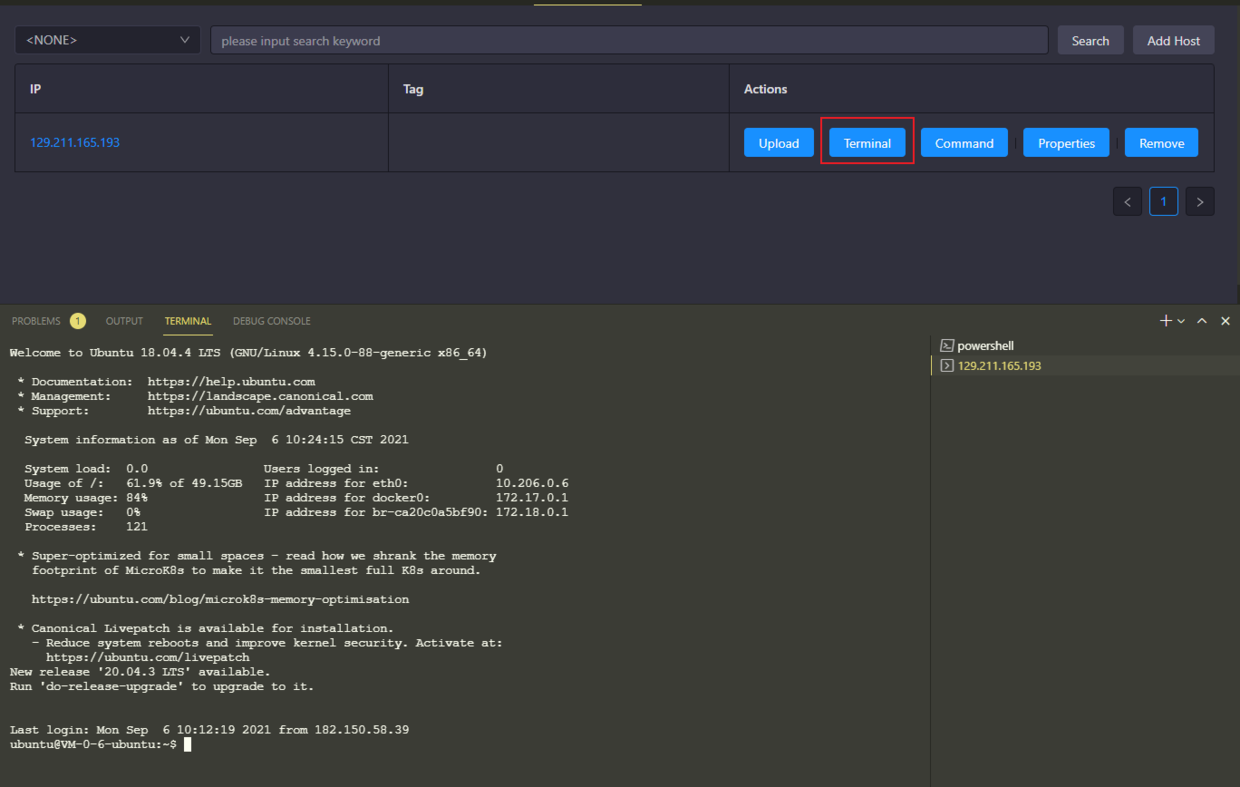 <NONE>
please input search keyword
Search
Add Host
IP
Tag
Actions
129.211.165.193
Upload
Terminal
Command
Properties
Remove
<
1
>
PROBLEMS 1 OUTPUT TERMINAL DEBUG CONSOLE
Welcome to Ubuntu 18.04.4 LTS (GNU/Linux 4.15.0-88-generic x86_64)
* Documentation: https://help.ubuntu.com
* Management: https://landscape.canonical.com
* Support: https://ubuntu.com/advantage
System information as of Mon Sep 6 10:24:15 CST 2021
System load: 0.0 Users logged in: 0
Usage of /: 61.9% of 49.15GB IP address for eth0: 10.206.0.6
Memory usage: 84% IP address for docker0: 172.17.0.1
Swap usage: 0% IP address for br-ca20c0a5bf90: 172.18.0.1
Processes: 121
* Super-optimized for small spaces - read how we shrank the memory
footprint of MicroK8s to make it the smallest full K8s around.
https://ubuntu.com/blog/microk8s-memory-optimisation
* Canonical Livepatch is available for installation.
- Reduce system reboots and improve kernel security. Activate at:
https://ubuntu.com/livepatch
New release '20.04.3 LTS' available.
Run 'do-release-upgrade' to upgrade to it.
Last login: Mon Sep 6 10:12:19 2021 from 182.150.58.39
ubuntu@VM-0-6-ubuntu:~$
powershell
129.211.165.193